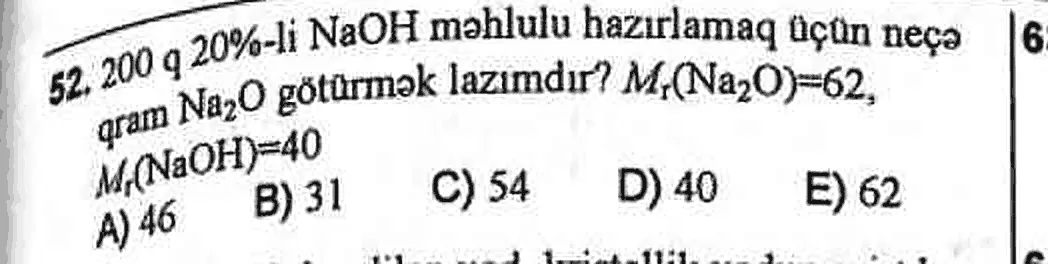 52. 200 q 20%-li NaOH məhlulu hazırlamaq üçün neçə
qram Na₂O götürmək lazımdır? Mᵣ(Na₂O)=62,
Mᵣ(NaOH)=40
A) 46 B) 31 C) 54 D) 40 E) 62